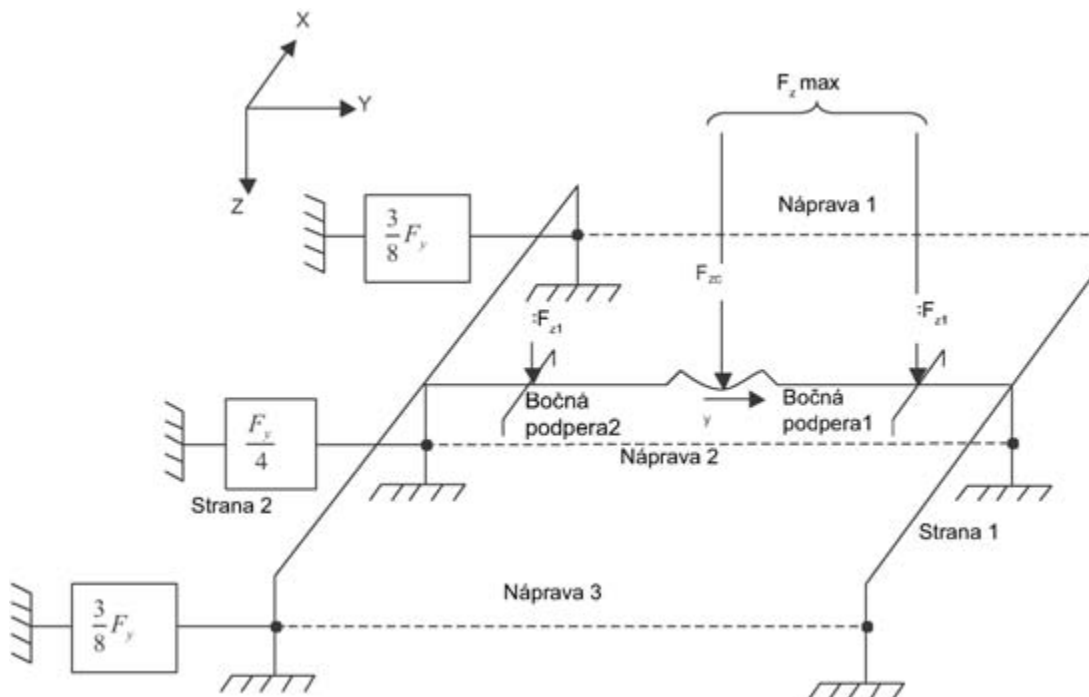 X
Y
Z
F_z max
Náprava 1
3/8 F_y
F_zc
F_z1
F_z1
Bočná
podpera2
Y
Bočná
podpera1
F_y/4
Náprava 2
Strana 2
Strana 1
Náprava 3
3/8 F_y